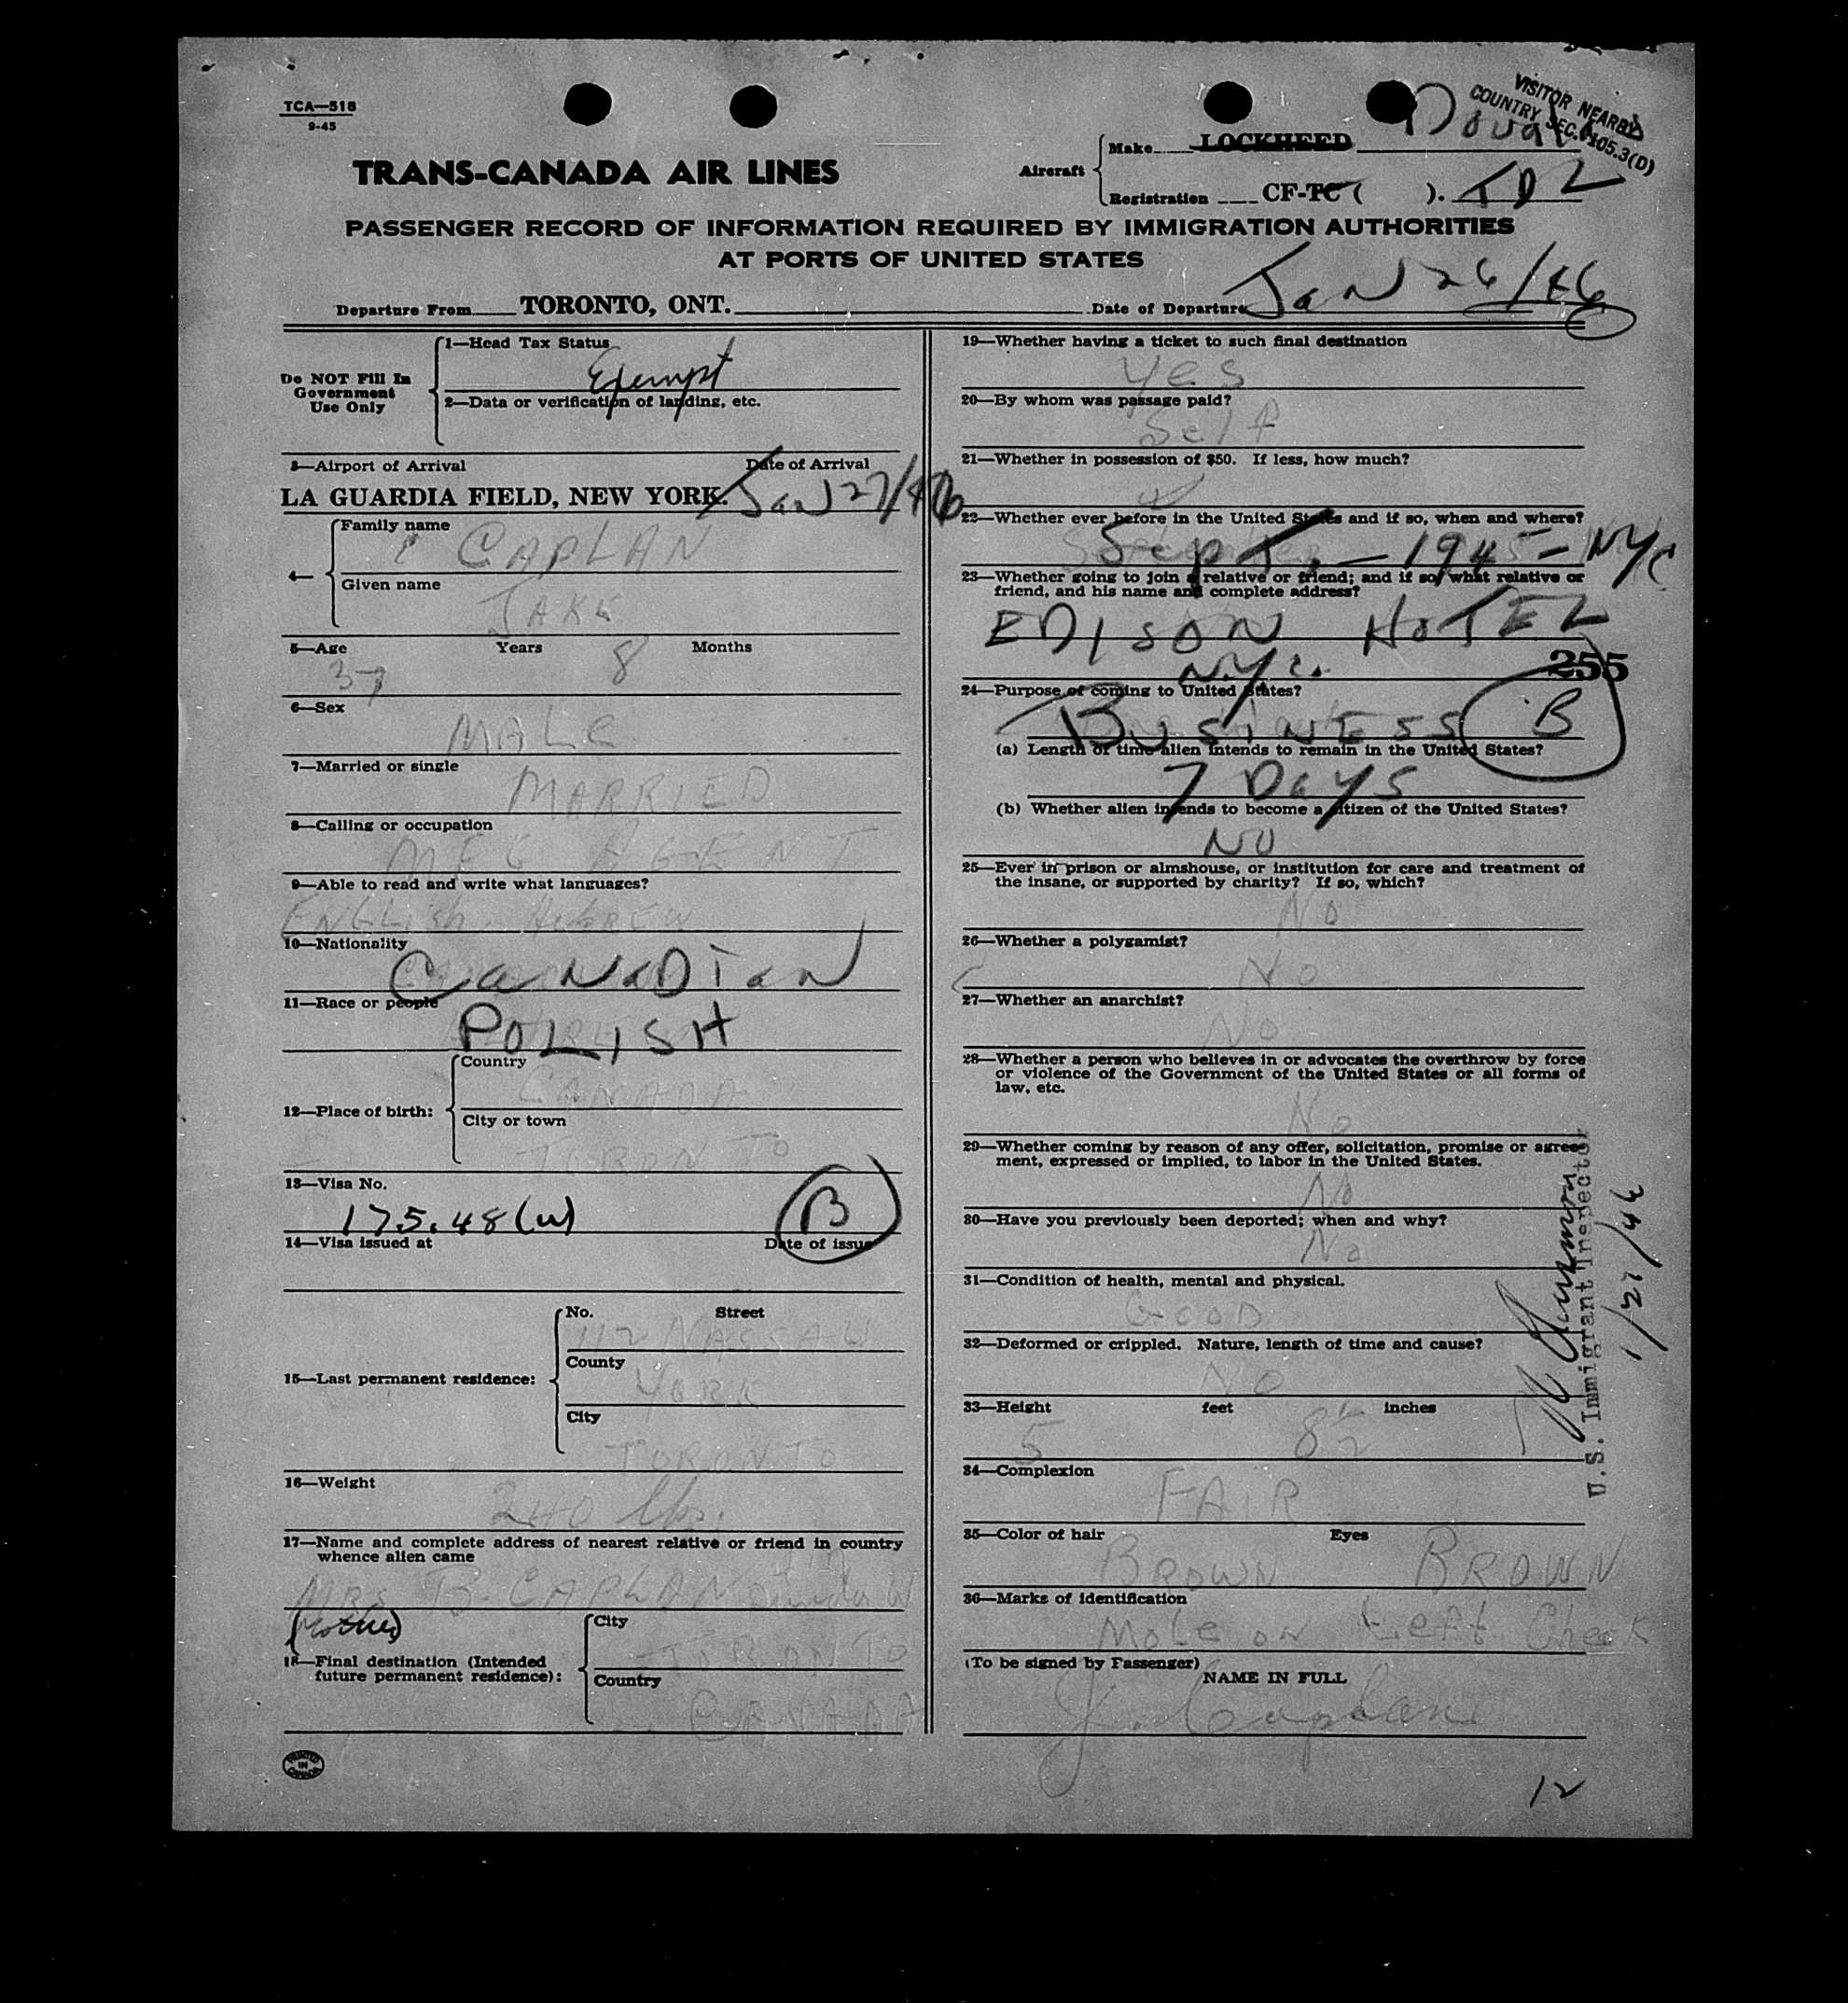 TCA—518
9-45
VISITOR NEARBY
COUNTRY SEC. 105.3(D)
TRANS-CANADA AIR LINES
Aircraft
Make LOCKHEED
Registration CF-TC ( ). TDL
PASSENGER RECORD OF INFORMATION REQUIRED BY IMMIGRATION AUTHORITIES
AT PORTS OF UNITED STATES
Departure From TORONTO, ONT. Date of Departure Jan 26/46
Do NOT Fill In
Government
Use Only
1—Head Tax Status
Exempt
2—Data or verification of landing, etc.
3—Airport of Arrival Date of Arrival
LA GUARDIA FIELD, NEW YORK. Jan 27/46
4—
Family name
CAPLAN
Given name
JAKE
5—Age Years Months
37 8
6—Sex
MALE
7—Married or single
MARRIED
8—Calling or occupation
MFG AGENT
9—Able to read and write what languages?
ENGLISH - HEBREW
10—Nationality
CANADIAN
11—Race or people
POLISH
12—Place of birth:
Country
CANADA
City or town
TORONTO
13—Visa No.
175.48(w) B
14—Visa issued at Date of issue
15—Last permanent residence:
No. Street
112 NASSAU
County
YORK
City
TORONTO
16—Weight
240 lbs.
17—Name and complete address of nearest relative or friend in country
whence alien came
MRS B. CAPLAN
(Mother)
18—Final destination (Intended
future permanent residence):
City
TORONTO
Country
CANADA
PRINTED
IN
CANADA
19—Whether having a ticket to such final destination
Yes
20—By whom was passage paid?
Self
21—Whether in possession of $50. If less, how much?
22—Whether ever before in the United States and if so, when and where?
Sept. — 1945 — NYC
23—Whether going to join a relative or friend; and if so, what relative or
friend, and his name and complete address?
EDISON HOTEL
N.Y.C.
255
24—Purpose of coming to United States?
BUSINESS B
(a) Length of time alien intends to remain in the United States?
7 DAYS
(b) Whether alien intends to become a citizen of the United States?
NO
25—Ever in prison or almshouse, or institution for care and treatment of
the insane, or supported by charity? If so, which?
No
26—Whether a polygamist?
No
27—Whether an anarchist?
No
28—Whether a person who believes in or advocates the overthrow by force
or violence of the Government of the United States or all forms of
law, etc.
No
29—Whether coming by reason of any offer, solicitation, promise or agree-
ment, expressed or implied, to labor in the United States.
No
30—Have you previously been deported; when and why?
No
31—Condition of health, mental and physical.
GOOD
32—Deformed or crippled. Nature, length of time and cause?
NO
33—Height feet inches
5 8½
34—Complexion
FAIR
35—Color of hair Eyes
BROWN BROWN
36—Marks of identification
Mole on Left Cheek
(To be signed by Passenger)
NAME IN FULL
J. Caplan
U.S. Immigrant Inspector
1/27/46
12